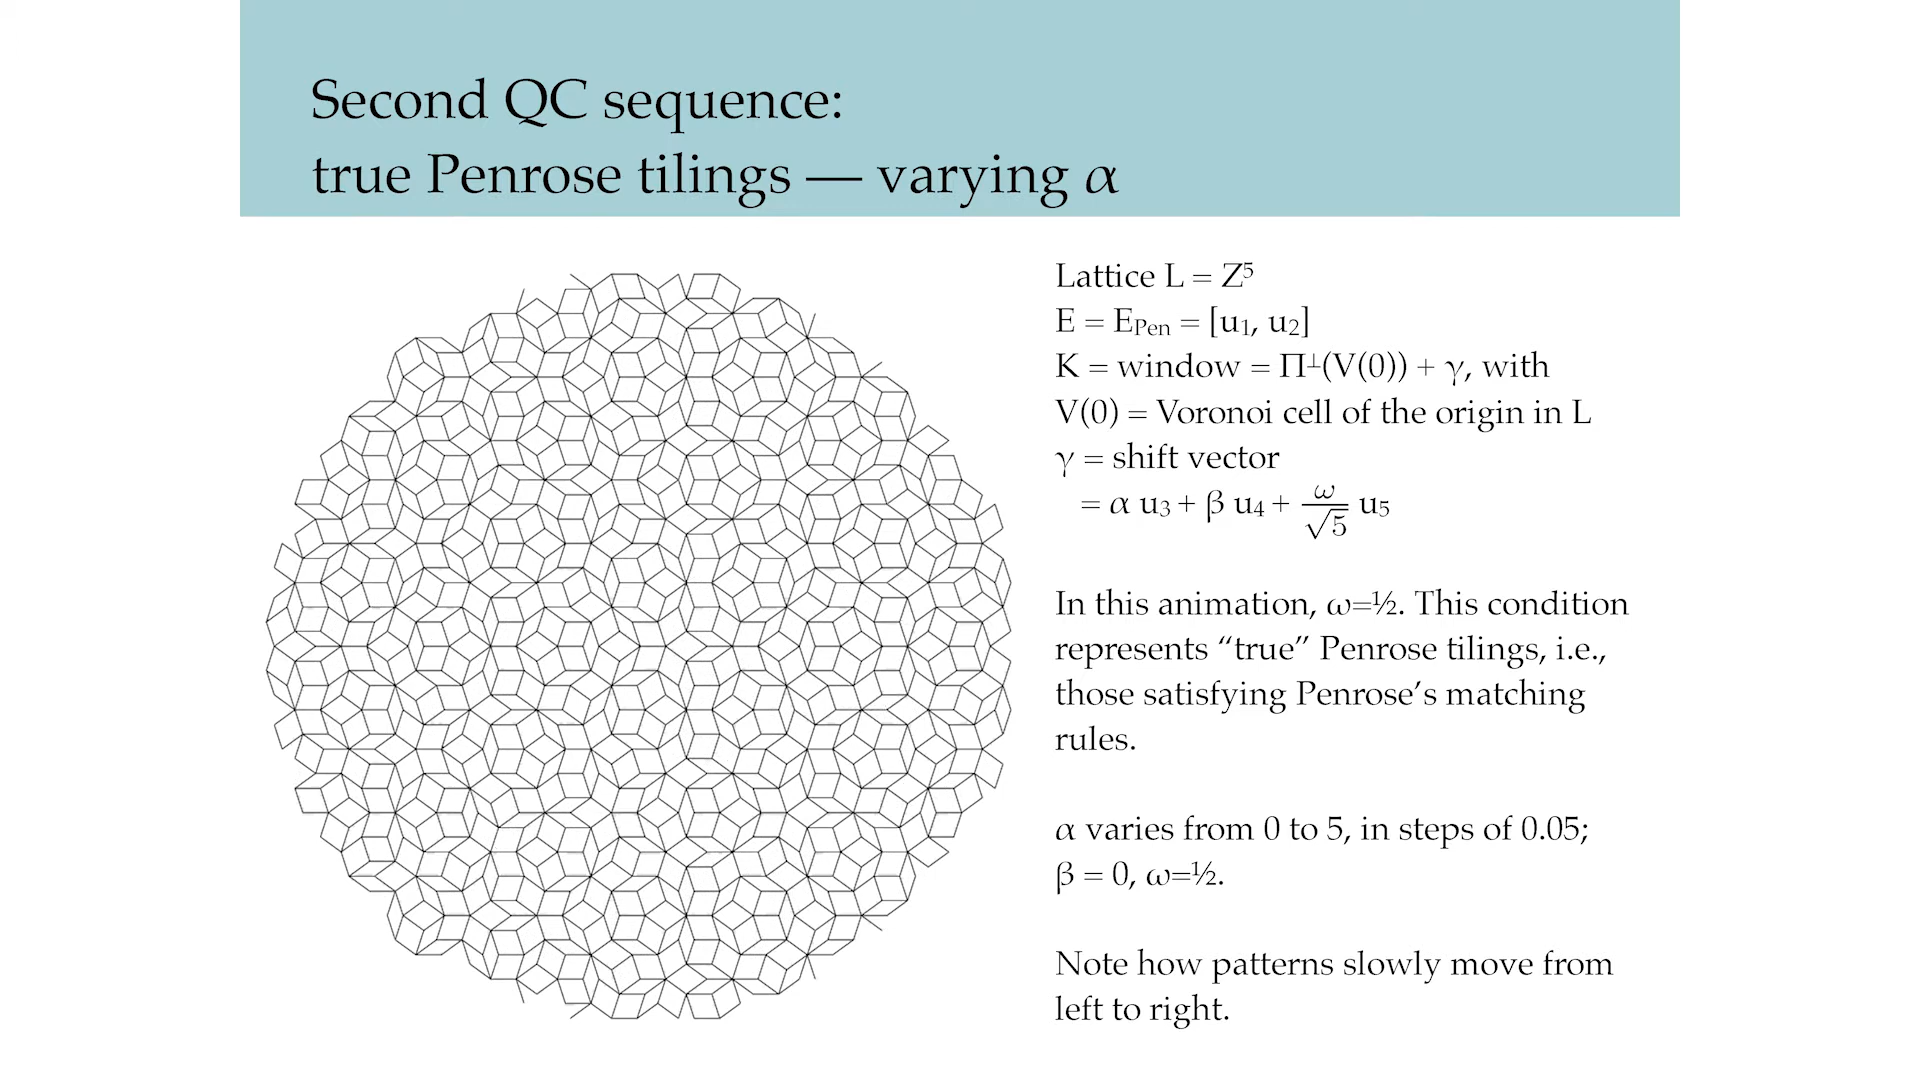 Second QC sequence:
true Penrose tilings — varying α
Lattice L = Z⁵
E = E_Pen = [u₁, u₂]
K = window = Π⊥(V(0)) + γ, with
V(0) = Voronoi cell of the origin in L
γ = shift vector
= α u₃ + β u₄ + ω/√5 u₅
In this animation, ω=½. This condition
represents “true” Penrose tilings, i.e.,
those satisfying Penrose’s matching
rules.
α varies from 0 to 5, in steps of 0.05;
β = 0, ω=½.
Note how patterns slowly move from
left to right.